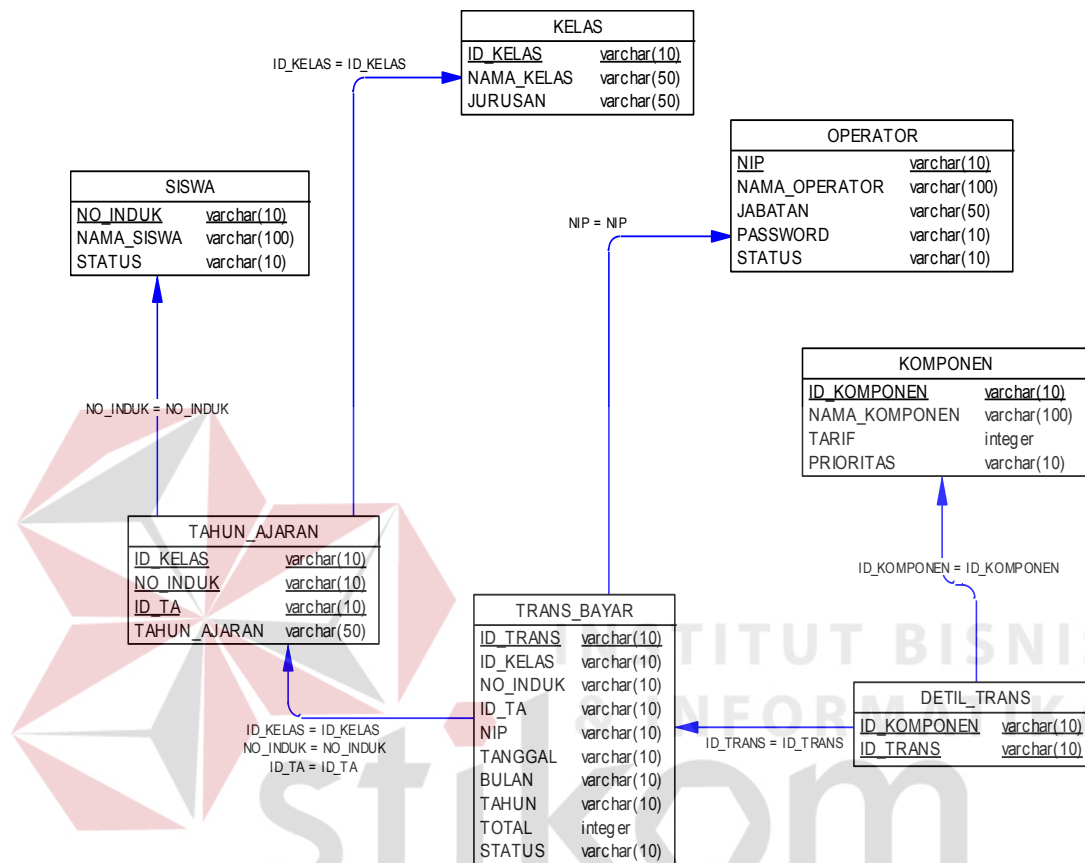 KELAS
ID_KELAS varchar(10)
NAMA_KELAS varchar(50)
JURUSAN varchar(50)
ID_KELAS = ID_KELAS
OPERATOR
NIP varchar(10)
NAMA_OPERATOR varchar(100)
JABATAN varchar(50)
PASSWORD varchar(10)
STATUS varchar(10)
SISWA
NO_INDUK varchar(10)
NAMA_SISWA varchar(100)
STATUS varchar(10)
NIP = NIP
KOMPONEN
ID_KOMPONEN varchar(10)
NAMA_KOMPONEN varchar(100)
TARIF integer
PRIORITAS varchar(10)
NO_INDUK = NO_INDUK
TAHUN_AJARAN
ID_KELAS varchar(10)
NO_INDUK varchar(10)
ID_TA varchar(10)
TAHUN_AJARAN varchar(50)
ID_KOMPONEN = ID_KOMPONEN
TRANS_BAYAR
ID_TRANS varchar(10)
ID_KELAS varchar(10)
NO_INDUK varchar(10)
ID_TA varchar(10)
NIP varchar(10)
TANGGAL varchar(10)
BULAN varchar(10)
TAHUN varchar(10)
TOTAL integer
STATUS varchar(10)
DETIL_TRANS
ID_KOMPONEN varchar(10)
ID_TRANS varchar(10)
ID_KELAS = ID_KELAS
NO_INDUK = NO_INDUK
ID_TA = ID_TA
ID_TRANS = ID_TRANS
INSTITUT BISNIS
& INFORMATIKA
stikom